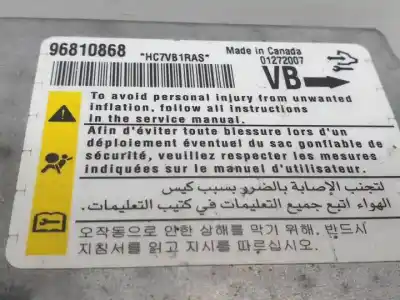 96810868
"HC7VB1RAS"
Made in Canada
01272007
VB
To avoid personal injury from unwanted
inflation, follow all instructions
in the service manual.
Afin d'éviter toute blessure lors d'un
déploiement éventuel du sac gonflable de
sécurité, veuillez respecter les mesures
indiquées sur le manuel d'utilisateur.
لتجنب الإصابة بالضرر بسبب كيس
الهواء اتبع جميع التعليمات في كتيب التعليمات.
오작동으로 인한 상해를 막기 위해, 반드시
지침서를 읽고 지시를 따르십시오.